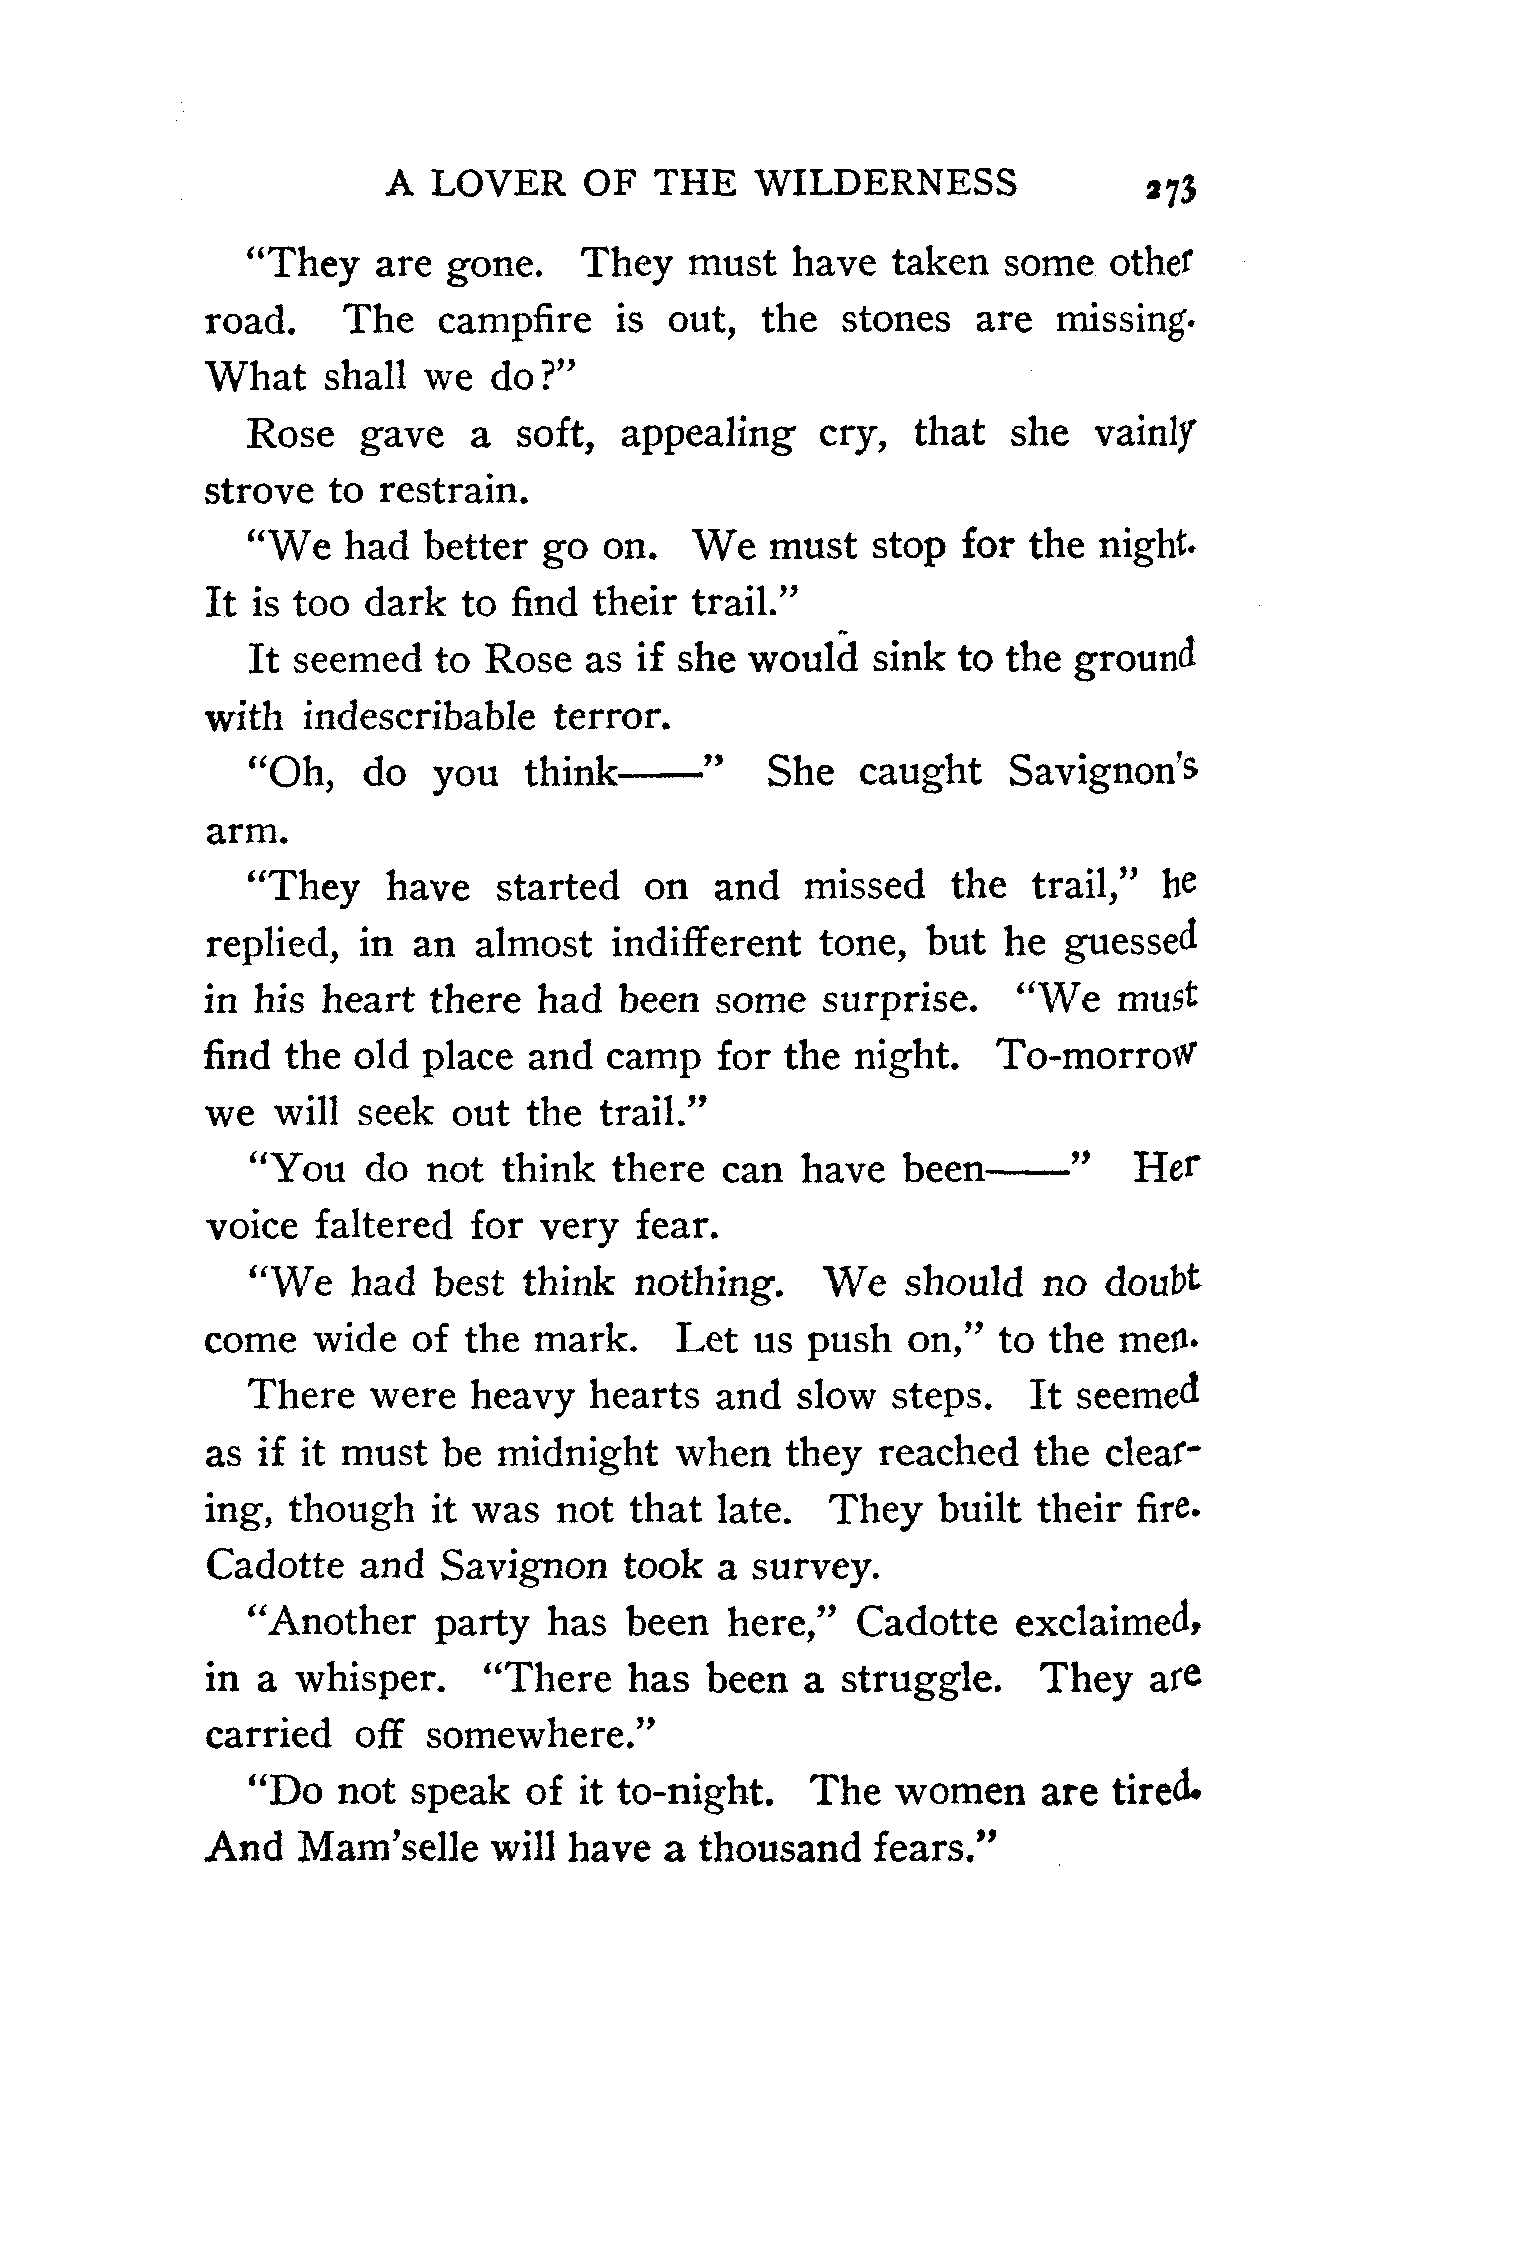 A LOVER OF THE WILDERNESS 273
“They are gone. They must have taken some other
road. The campfire is out, the stones are missing.
What shall we do?”
Rose gave a soft, appealing cry, that she vainly
strove to restrain.
“We had better go on. We must stop for the night.
It is too dark to find their trail.”
It seemed to Rose as if she would sink to the ground
with indescribable terror.
“Oh, do you think——” She caught Savignon's
arm.
“They have started on and missed the trail,” he
replied, in an almost indifferent tone, but he guessed
in his heart there had been some surprise. “We must
find the old place and camp for the night. To-morrow
we will seek out the trail.”
“You do not think there can have been——” Her
voice faltered for very fear.
“We had best think nothing. We should no doubt
come wide of the mark. Let us push on,” to the men.
There were heavy hearts and slow steps. It seemed
as if it must be midnight when they reached the clear-
ing, though it was not that late. They built their fire.
Cadotte and Savignon took a survey.
“Another party has been here,” Cadotte exclaimed,
in a whisper. “There has been a struggle. They are
carried off somewhere.”
“Do not speak of it to-night. The women are tired.
And Mam'selle will have a thousand fears.”